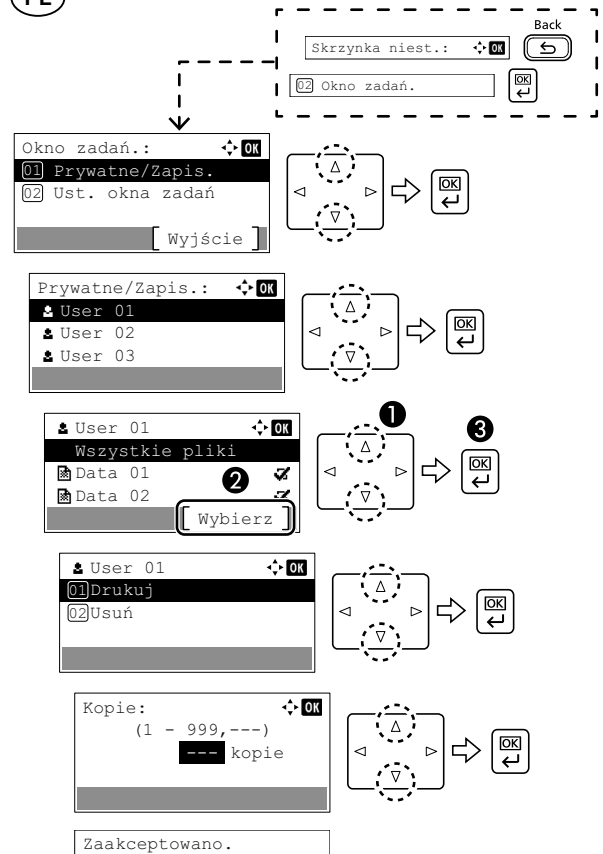 PL
Back
Skrzynka niest.: OK
02 Okno zadań. OK
Okno zadań.: OK
01 Prywatne/Zapis.
02 Ust. okna zadań
[ Wyjście ]
OK
Prywatne/Zapis.: OK
User 01
User 02
User 03
OK
User 01 OK
Wszystkie pliki
Data 01
Data 02
[ Wybierz ]
2
1
3
OK
User 01 OK
01 Drukuj
02 Usuń
OK
Kopie: OK
(1 - 999,---)
--- kopie
OK
Zaakceptowano.